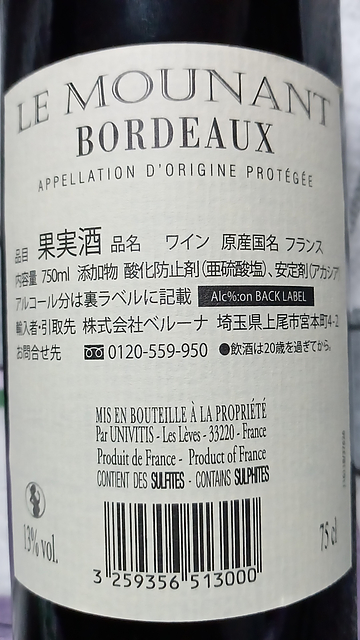 LE MOUNANT
BORDEAUX
APPELLATION D'ORIGINE PROTÉGÉE
品目 果実酒 品名 ワイン 原産国名 フランス
内容量 750ml 添加物 酸化防止剤(亜硫酸塩)、安定剤(アカシア
アルコール分は裏ラベルに記載 Alc%:on BACK LABEL
輸入者・引取先 株式会社ベルーナ 埼玉県上尾市宮本町4-2
お問合せ先 0120-559-950 ●飲酒は20歳を過ぎてから。
MIS EN BOUTEILLE À LA PROPRIÉTÉ
Par UNIVITIS - Les Lèves - 33220 - France
Produit de France - Product of France
CONTIENT DES SULFITES - CONTAINS SULPHITES
13% vol.
75 cl
3 259356 513000